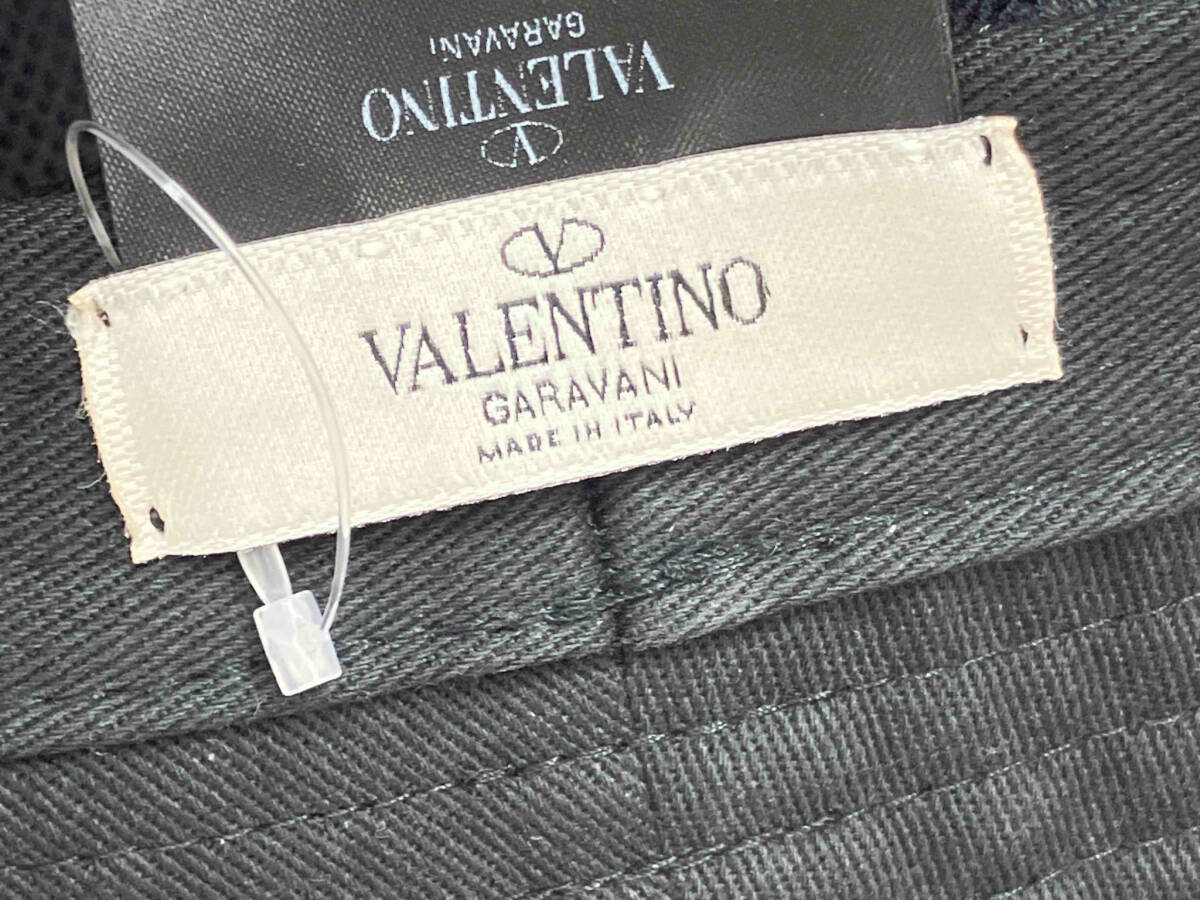 GARAVANI
VALENTINO
V
V
VALENTINO
GARAVANI
MADE IN ITALY